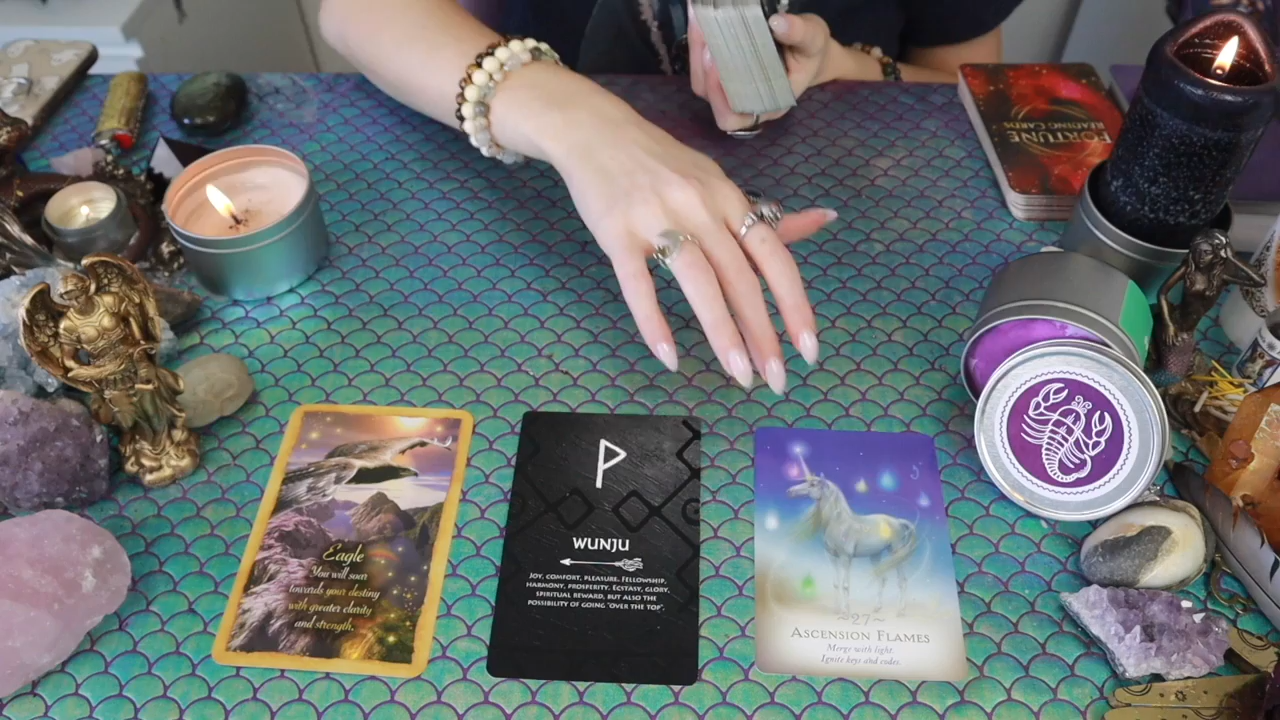 FORTUNE
READING CARDS
Eagle
You will soar
towards your destiny
with greater clarity
and strength.
WUNJU
JOY, COMFORT, PLEASURE. FELLOWSHIP,
HARMONY, PROSPERITY. ECSTASY, GLORY,
SPIRITUAL REWARD, BUT ALSO THE
POSSIBILITY OF GOING "OVER THE TOP".
~27~
ASCENSION FLAMES
Merge with light.
Ignite keys and codes.